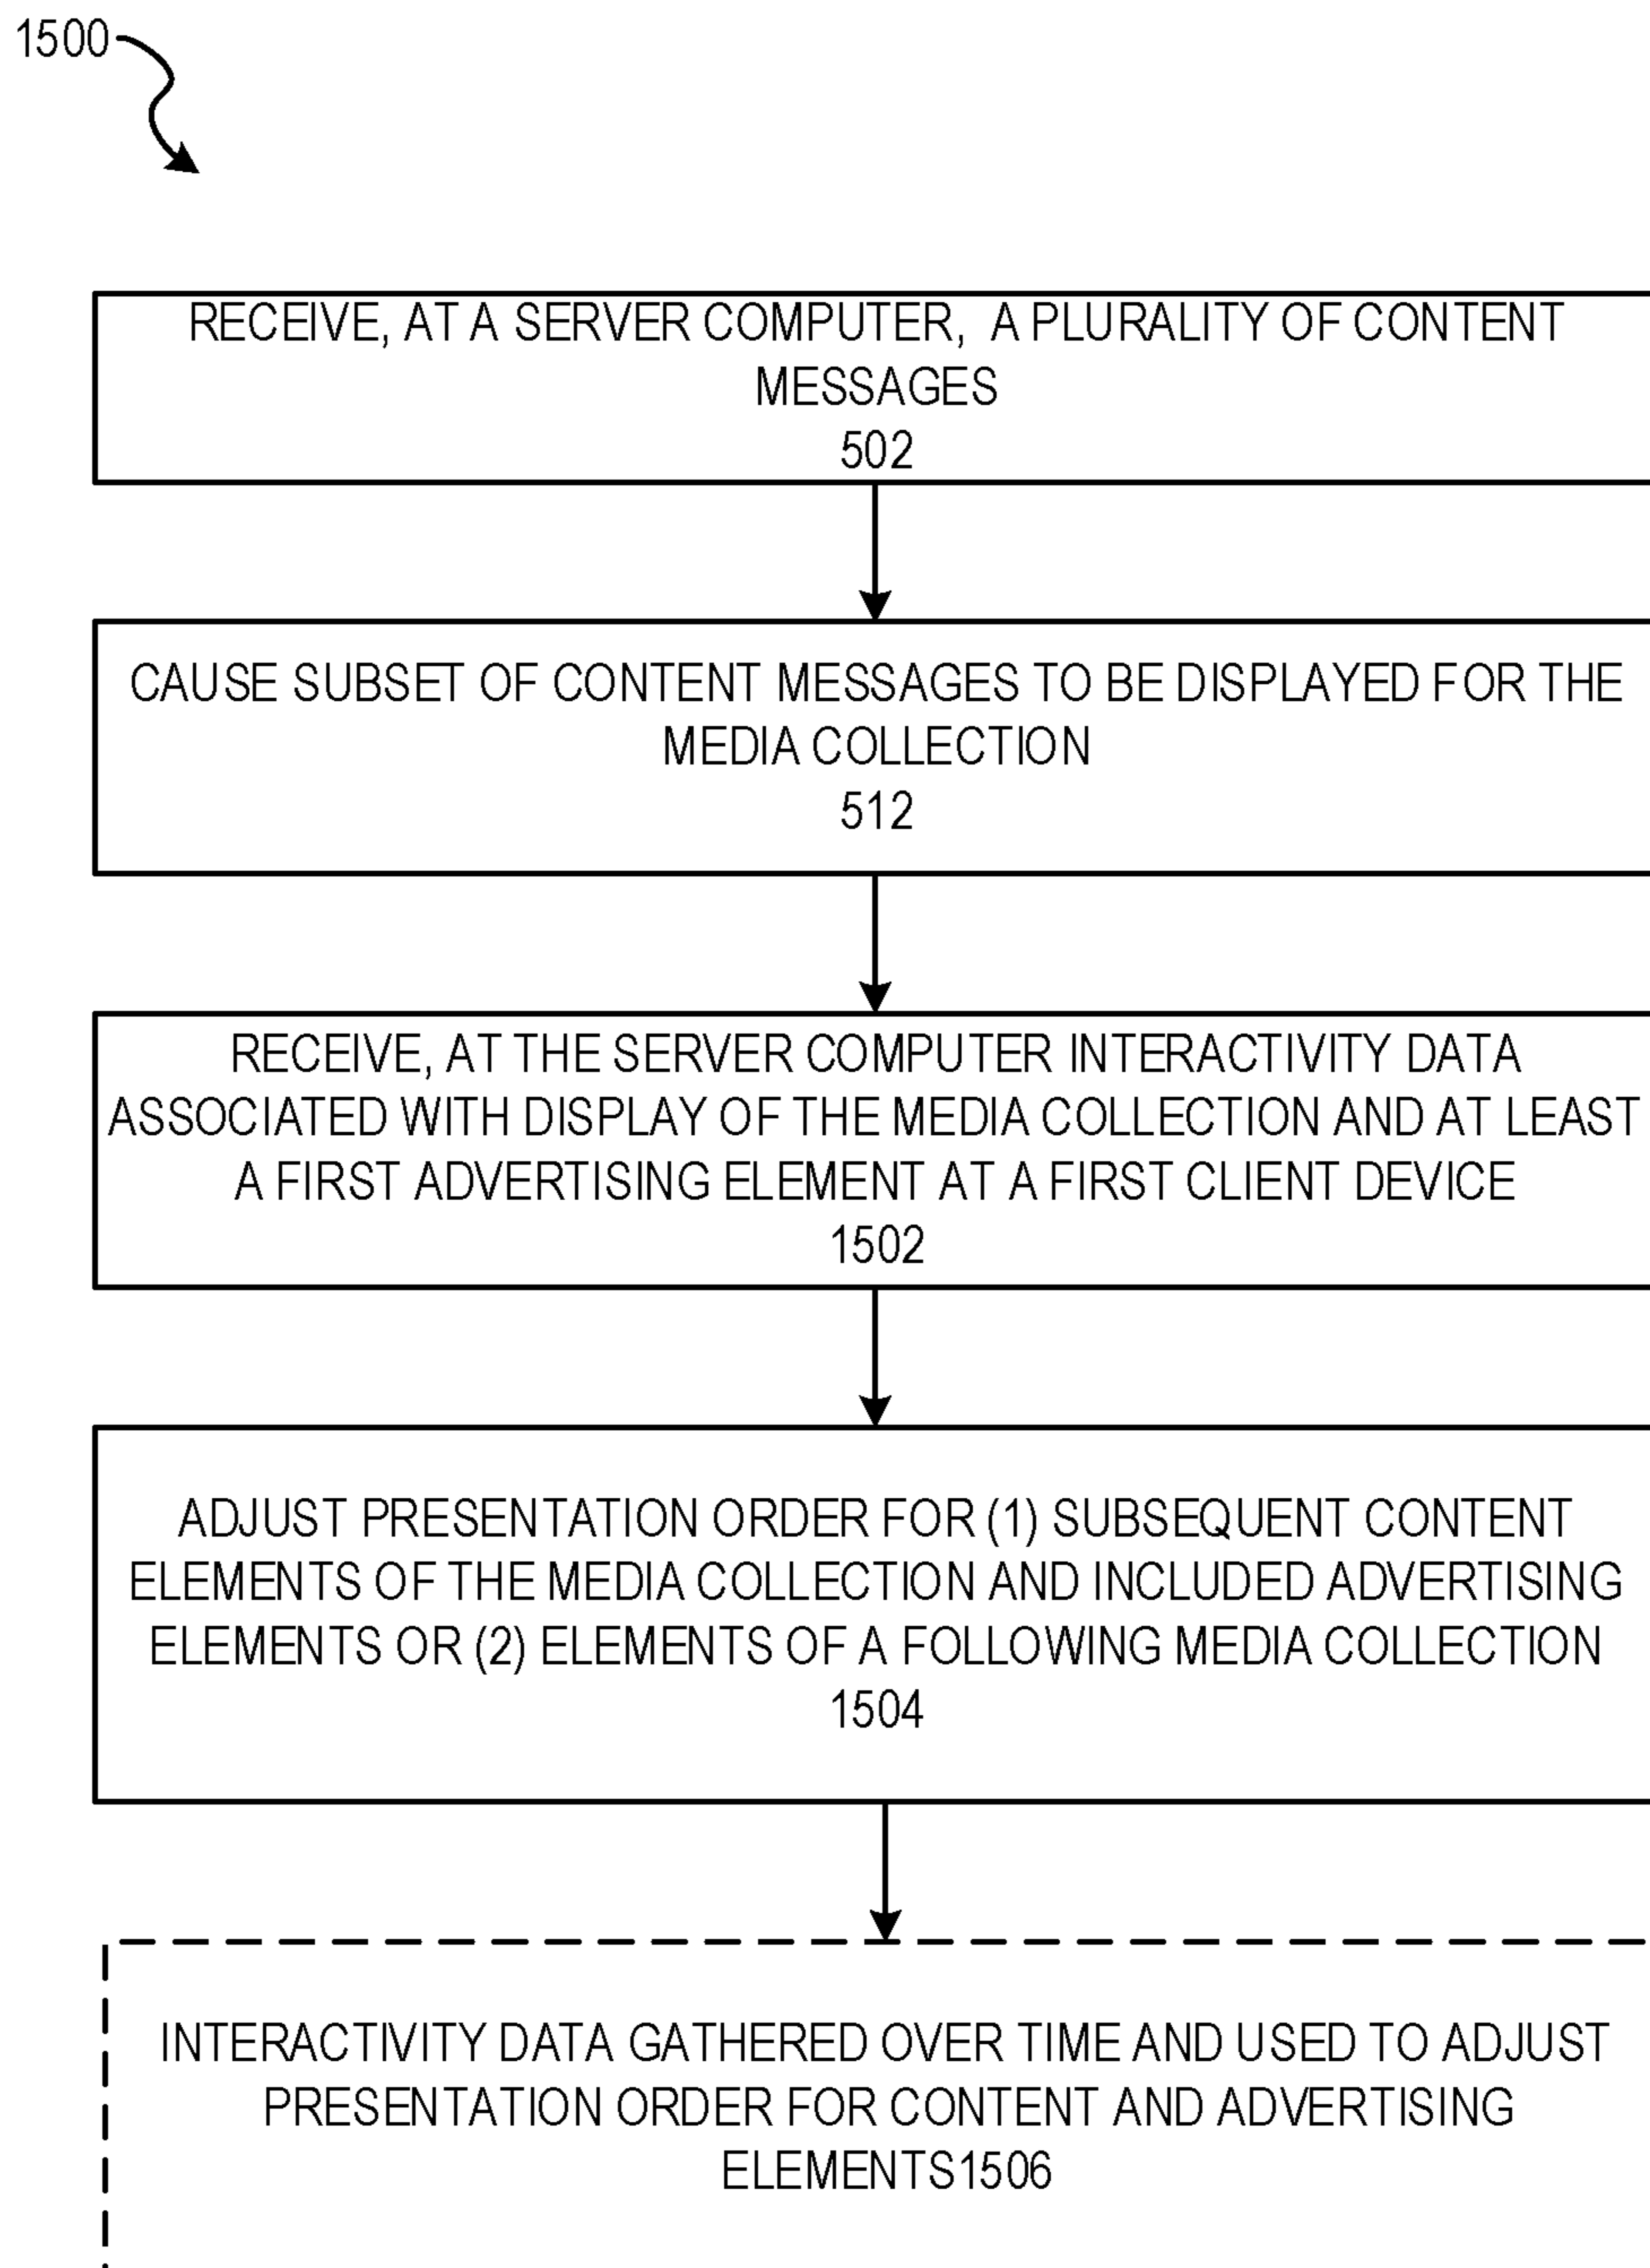 1500
RECEIVE, AT A SERVER COMPUTER, A PLURALITY OF CONTENT
MESSAGES
502
CAUSE SUBSET OF CONTENT MESSAGES TO BE DISPLAYED FOR THE
MEDIA COLLECTION
512
RECEIVE, AT THE SERVER COMPUTER INTERACTIVITY DATA
ASSOCIATED WITH DISPLAY OF THE MEDIA COLLECTION AND AT LEAST
A FIRST ADVERTISING ELEMENT AT A FIRST CLIENT DEVICE
1502
ADJUST PRESENTATION ORDER FOR (1) SUBSEQUENT CONTENT
ELEMENTS OF THE MEDIA COLLECTION AND INCLUDED ADVERTISING
ELEMENTS OR (2) ELEMENTS OF A FOLLOWING MEDIA COLLECTION
1504
INTERACTIVITY DATA GATHERED OVER TIME AND USED TO ADJUST
PRESENTATION ORDER FOR CONTENT AND ADVERTISING
ELEMENTS1506